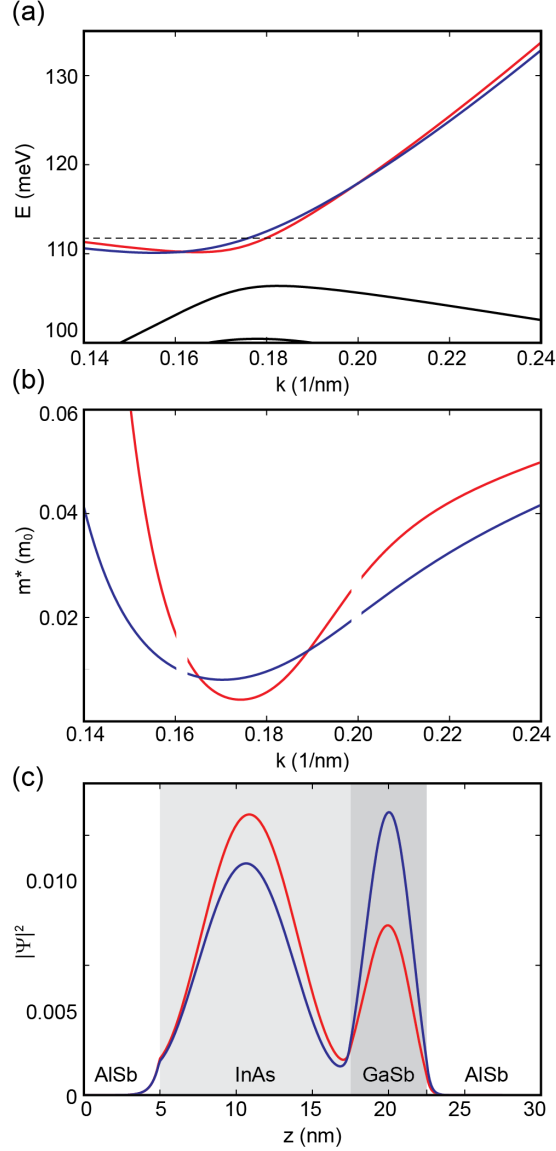 (a)
130
120
110
100
E (meV)
0.14 0.16 0.18 0.20 0.22 0.24
k (1/nm)
(b)
0.06
0.04
0.02
m* (m₀)
0.14 0.16 0.18 0.20 0.22 0.24
k (1/nm)
(c)
0.010
0.005
0
|Ψ|²
AlSb InAs GaSb AlSb
0 5 10 15 20 25 30
z (nm)